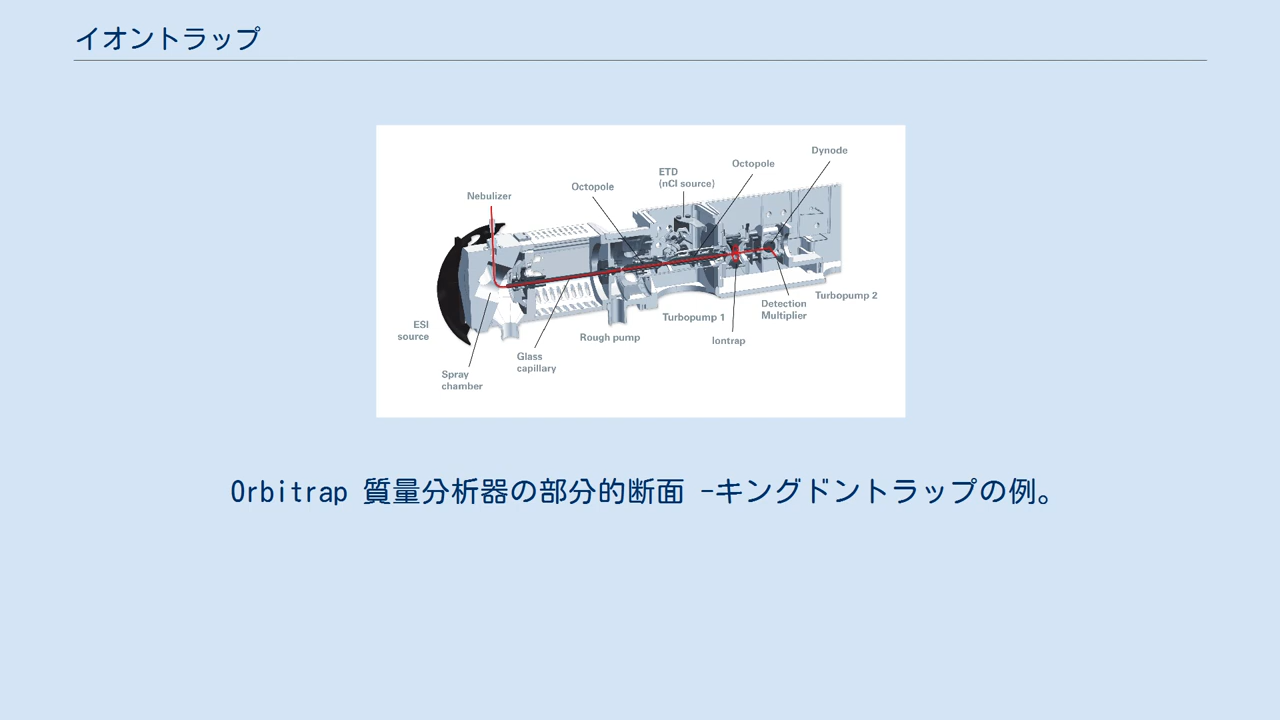 イオントラップ
Dynode
Octopole
ETD
(nCI source)
Octopole
Nebulizer
Turbopump 2
Detection
Multiplier
Turbopump 1
ESI
source
Rough pump
Iontrap
Glass
capillary
Spray
chamber
Orbitrap 質量分析器の部分的断面 -キングドントラップの例。